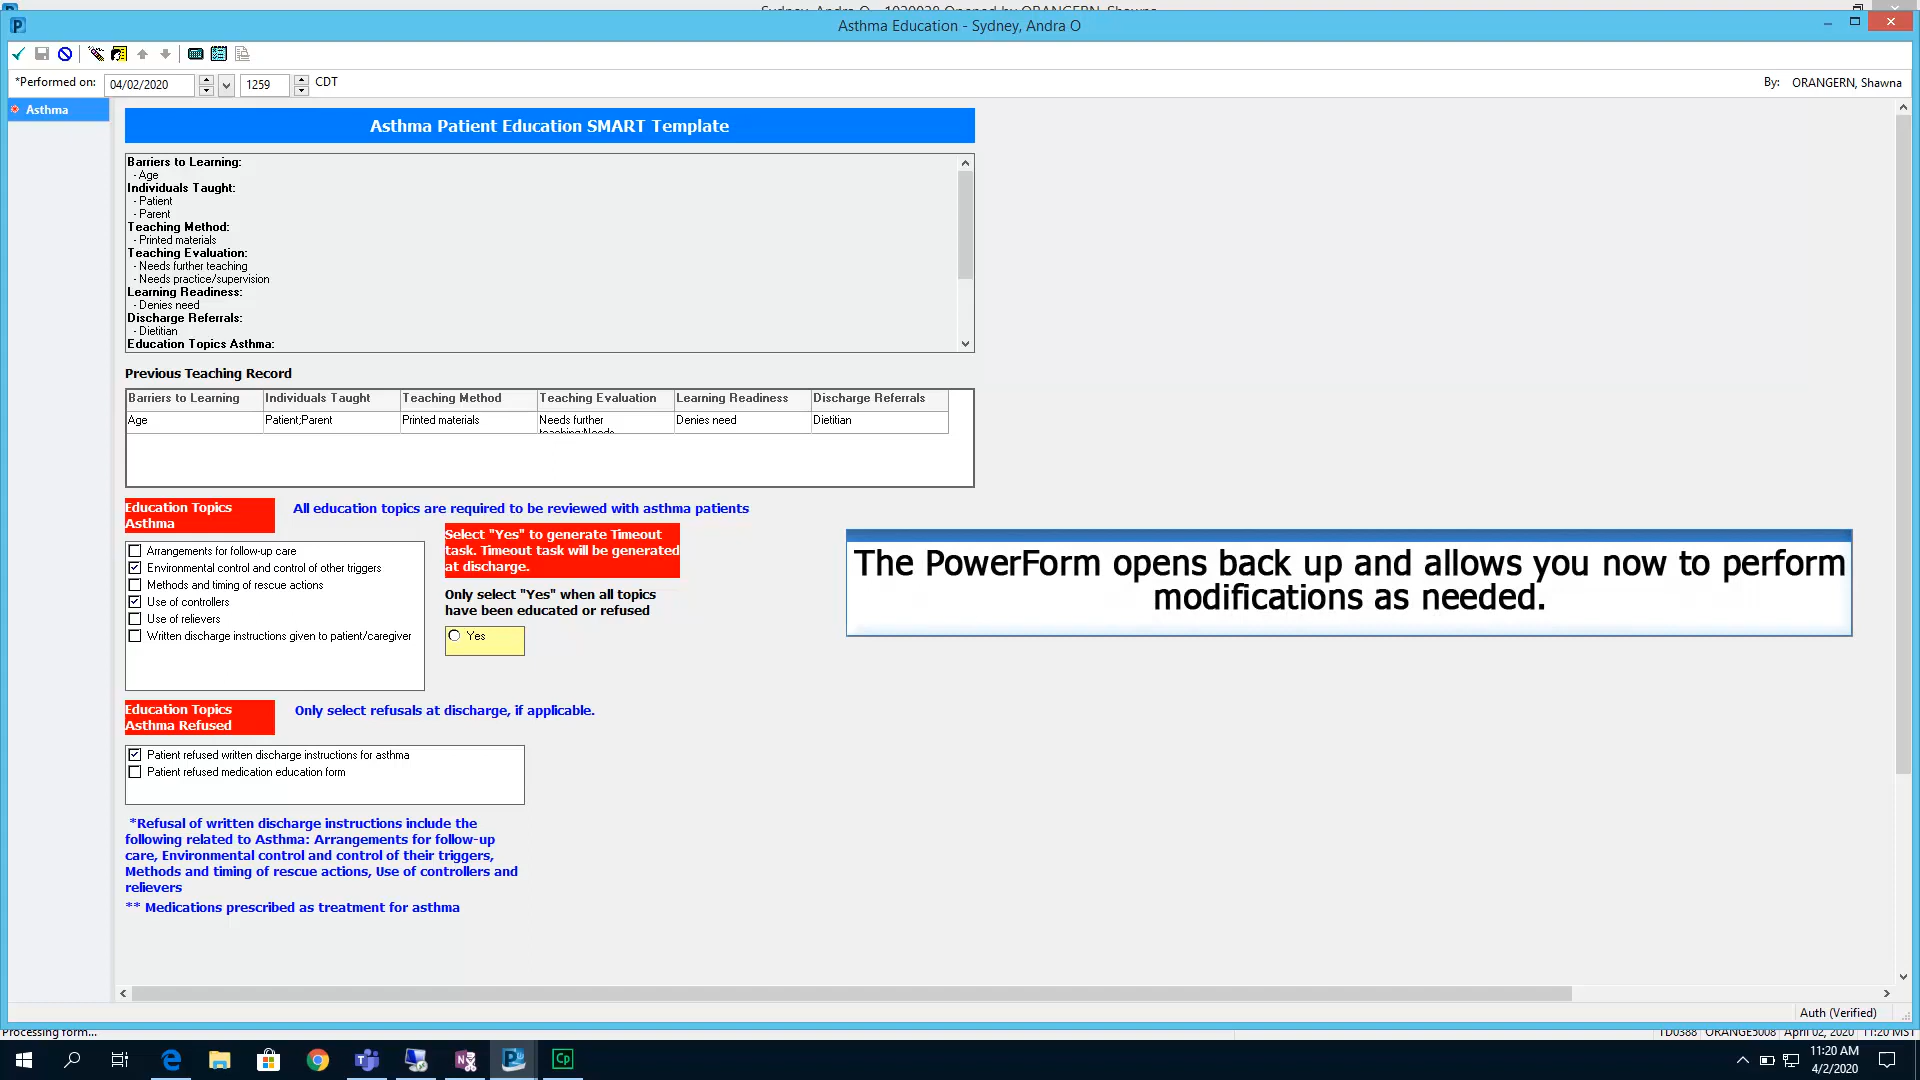 Asthma Education - Sydney, Andra O
*Performed on: 04/02/2020 1259 CDT By: ORANGERN, Shawna
Asthma
Asthma Patient Education SMART Template
Barriers to Learning:
- Age
Individuals Taught:
- Patient
- Parent
Teaching Method:
- Printed materials
Teaching Evaluation:
- Needs further teaching
- Needs practice/supervision
Learning Readiness:
- Denies need
Discharge Referrals:
- Dietitian
Education Topics Asthma:
Previous Teaching Record
Barriers to Learning Individuals Taught Teaching Method Teaching Evaluation Learning Readiness Discharge Referrals
Age Patient;Parent Printed materials Needs further Denies need Dietitian
teaching;Needs
Education Topics
Asthma
All education topics are required to be reviewed with asthma patients
Arrangements for follow-up care
Environmental control and control of other triggers
Methods and timing of rescue actions
Use of controllers
Use of relievers
Written discharge instructions given to patient/caregiver
Select "Yes" to generate Timeout
task. Timeout task will be generated
at discharge.
Only select "Yes" when all topics
have been educated or refused
Yes
The PowerForm opens back up and allows you now to perform
modifications as needed.
Education Topics
Asthma Refused
Only select refusals at discharge, if applicable.
Patient refused written discharge instructions for asthma
Patient refused medication education form
*Refusal of written discharge instructions include the
following related to Asthma: Arrangements for follow-up
care, Environmental control and control of their triggers,
Methods and timing of rescue actions, Use of controllers and
relievers
** Medications prescribed as treatment for asthma
Auth (Verified)
Processing form...
TD0388 ORANGE5008 April 02, 2020 11:20 MST
11:20 AM
4/2/2020